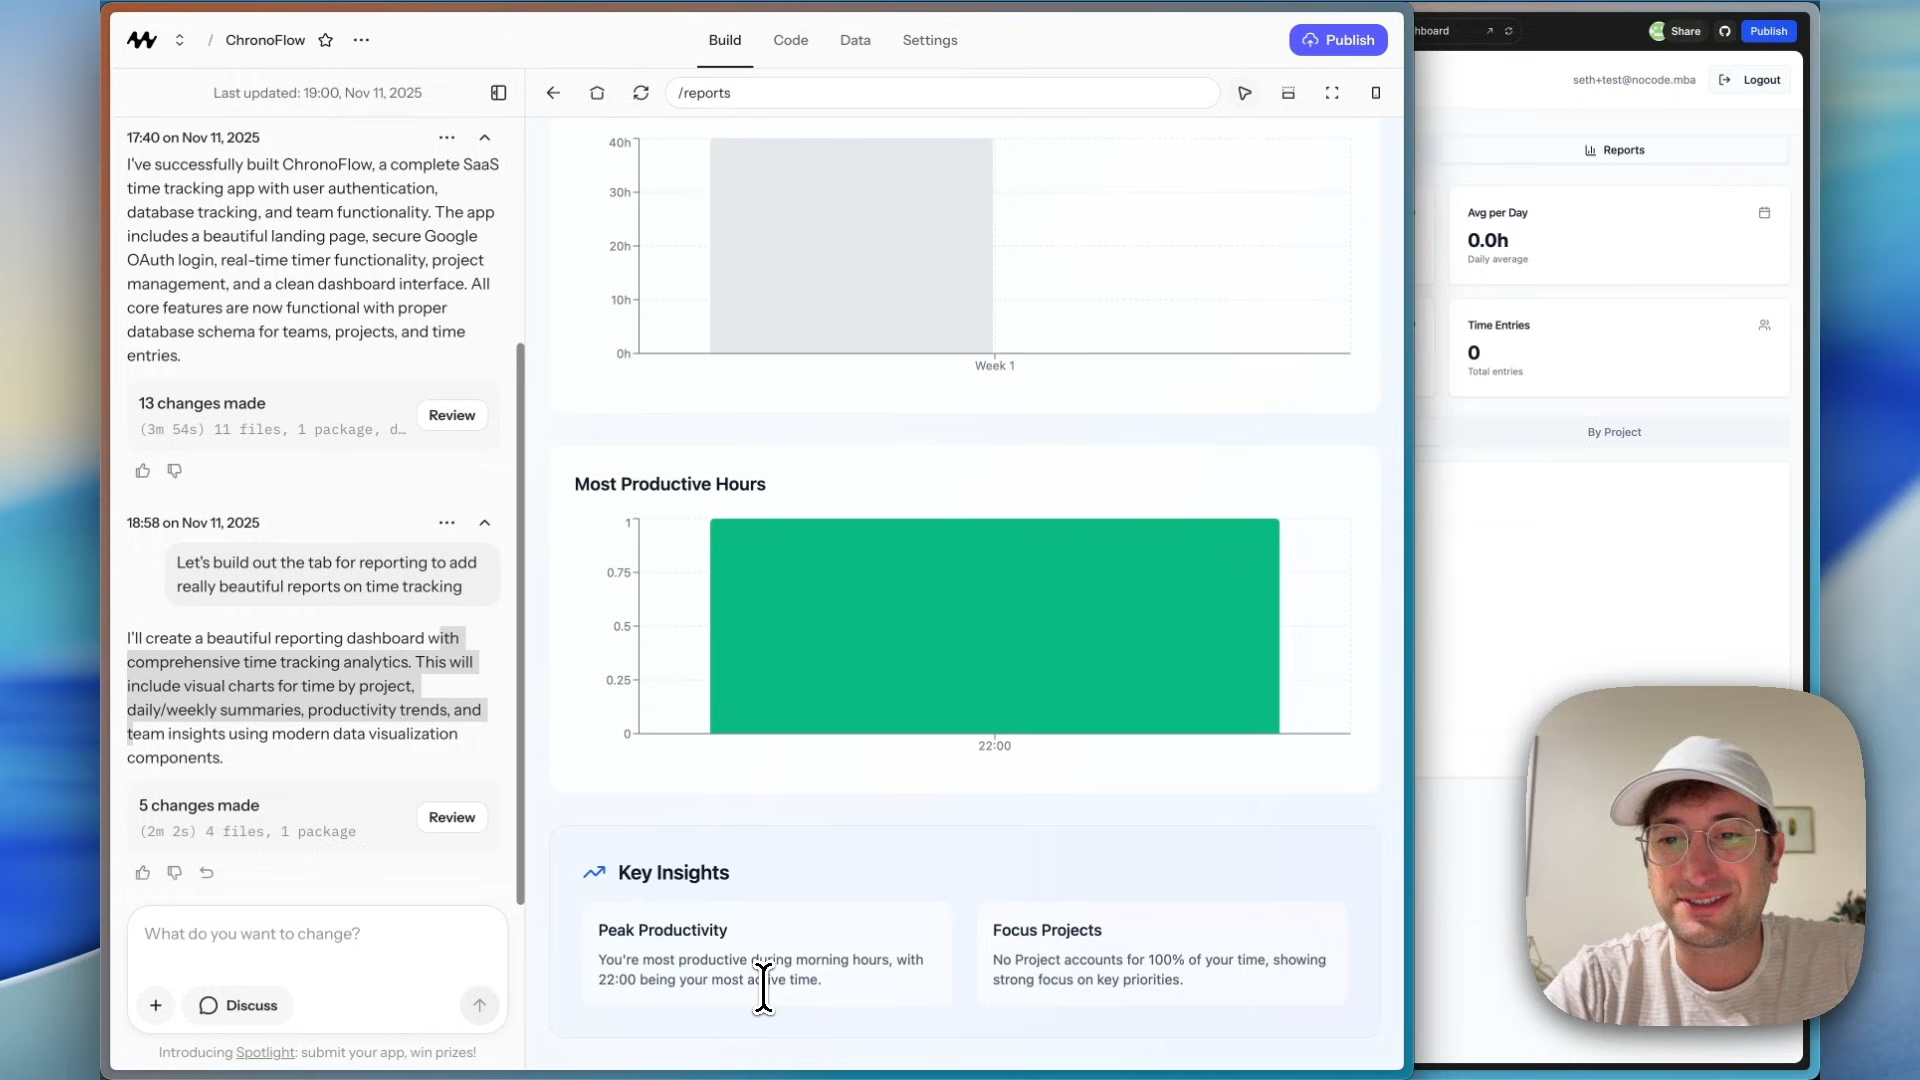 / ChronoFlow
Build Code Data Settings
Publish
Last updated: 19:00, Nov 11, 2025
/reports
17:40 on Nov 11, 2025
I've successfully built ChronoFlow, a complete SaaS
time tracking app with user authentication,
database tracking, and team functionality. The app
includes a beautiful landing page, secure Google
OAuth login, real-time timer functionality, project
management, and a clean dashboard interface. All
core features are now functional with proper
database schema for teams, projects, and time
entries.
13 changes made
(3m 54s) 11 files, 1 package, d…
Review
18:58 on Nov 11, 2025
Let's build out the tab for reporting to add
really beautiful reports on time tracking
I'll create a beautiful reporting dashboard with
comprehensive time tracking analytics. This will
include visual charts for time by project,
daily/weekly summaries, productivity trends, and
team insights using modern data visualization
components.
5 changes made
(2m 2s) 4 files, 1 package
Review
What do you want to change?
Discuss
Introducing Spotlight: submit your app, win prizes!
40h
30h
20h
10h
0h
Week 1
Most Productive Hours
1
0.75
0.5
0.25
0
22:00
Key Insights
Peak Productivity
You're most productive during morning hours, with
22:00 being your most active time.
Focus Projects
No Project accounts for 100% of your time, showing
strong focus on key priorities.
hboard
Share
Publish
seth+test@nocode.mba
Logout
Reports
Avg per Day
0.0h
Daily average
Time Entries
0
Total entries
By Project